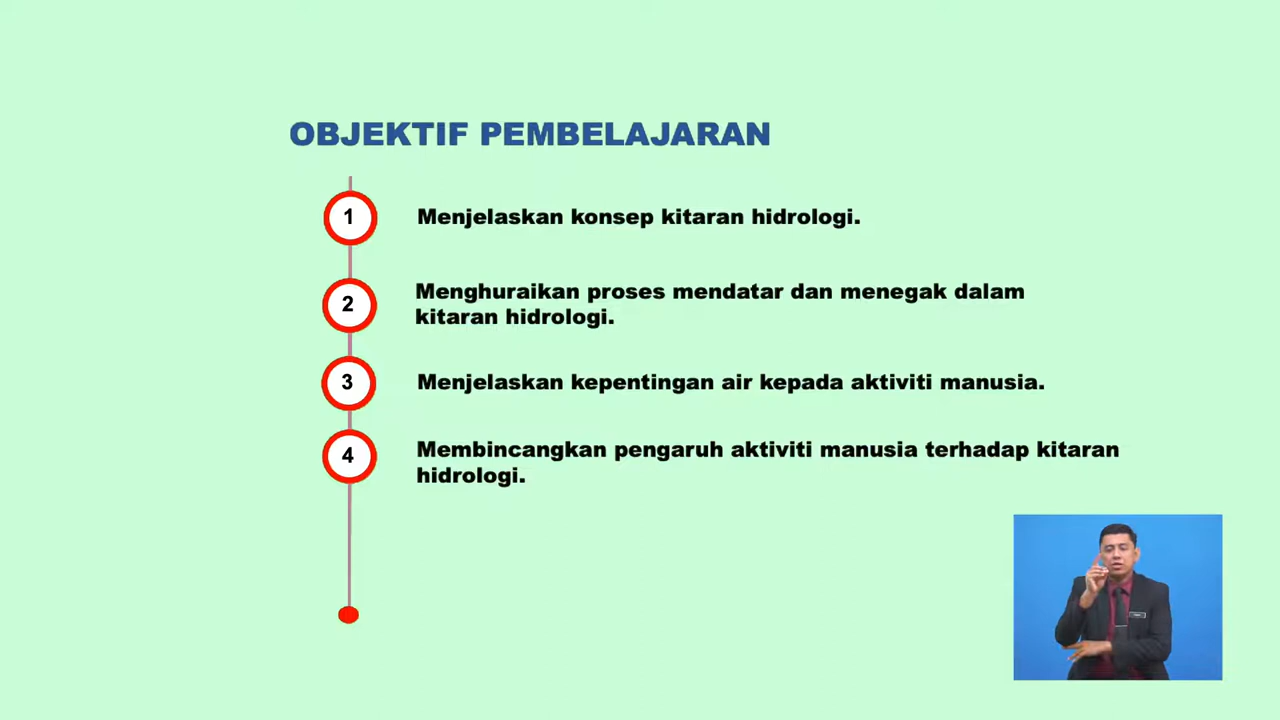 OBJEKTIF PEMBELAJARAN
1
Menjelaskan konsep kitaran hidrologi.
2
Menghuraikan proses mendatar dan menegak dalam
kitaran hidrologi.
3
Menjelaskan kepentingan air kepada aktiviti manusia.
4
Membincangkan pengaruh aktiviti manusia terhadap kitaran
hidrologi.